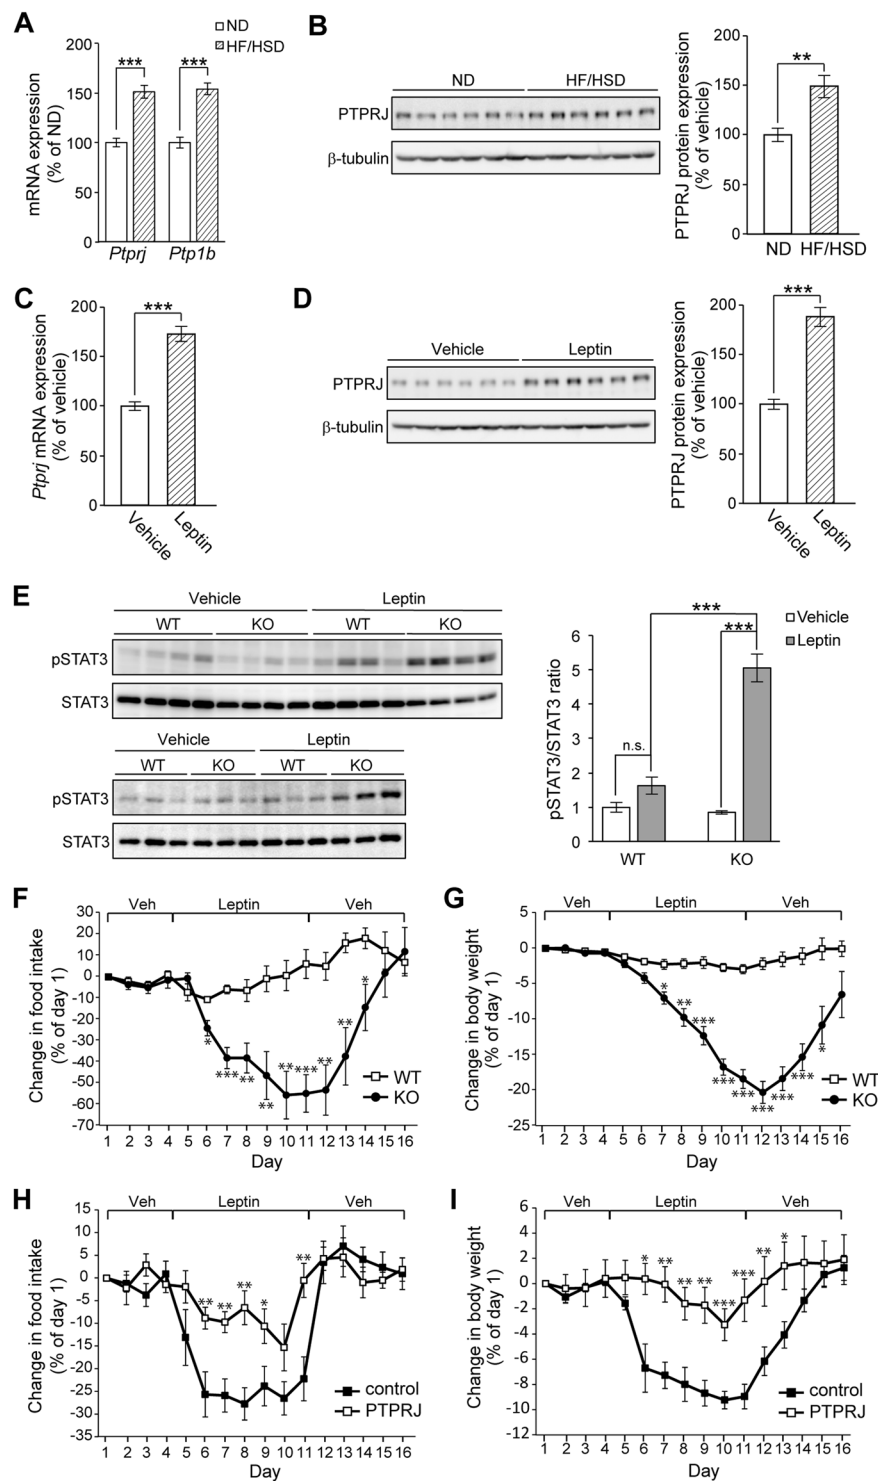 A
ND
HF/HSD
mRNA expression
(% of ND)
200
150
100
50
0
***
***
Ptprj
Ptp1b
B
ND
HF/HSD
PTPRJ
β-tubulin
PTPRJ protein expression
(% of vehicle)
200
150
100
50
0
**
ND
HF/HSD
C
Ptprj mRNA expression
(% of vehicle)
200
150
100
50
0
***
Vehicle
Leptin
D
Vehicle
Leptin
PTPRJ
β-tubulin
PTPRJ protein expression
(% of vehicle)
200
150
100
50
0
***
Vehicle
Leptin
E
Vehicle
Leptin
WT
KO
WT
KO
pSTAT3
STAT3
Vehicle
Leptin
WT
KO
WT
KO
pSTAT3
STAT3
pSTAT3/STAT3 ratio
6
5
4
3
2
1
0
n.s.
***
***
Vehicle
Leptin
WT
KO
F
Change in food intake
(% of day 1)
30
20
10
0
-10
-20
-30
-40
-50
-60
-70
Veh
Leptin
Veh
*
***
**
**
**
***
**
**
*
WT
KO
1 2 3 4 5 6 7 8 9 10 11 12 13 14 15 16
Day
G
Change in body weight
(% of day 1)
5
0
-5
-10
-15
-20
-25
Veh
Leptin
Veh
*
**
***
***
***
***
***
***
*
WT
KO
1 2 3 4 5 6 7 8 9 10 11 12 13 14 15 16
Day
H
Change in food intake
(% of day 1)
15
10
5
0
-5
-10
-15
-20
-25
-30
-35
Veh
Leptin
Veh
**
**
**
*
**
control
PTPRJ
1 2 3 4 5 6 7 8 9 10 11 12 13 14 15 16
Day
I
Change in body weight
(% of day 1)
6
4
2
0
-2
-4
-6
-8
-10
-12
Veh
Leptin
Veh
*
**
**
**
***
***
**
*
control
PTPRJ
1 2 3 4 5 6 7 8 9 10 11 12 13 14 15 16
Day